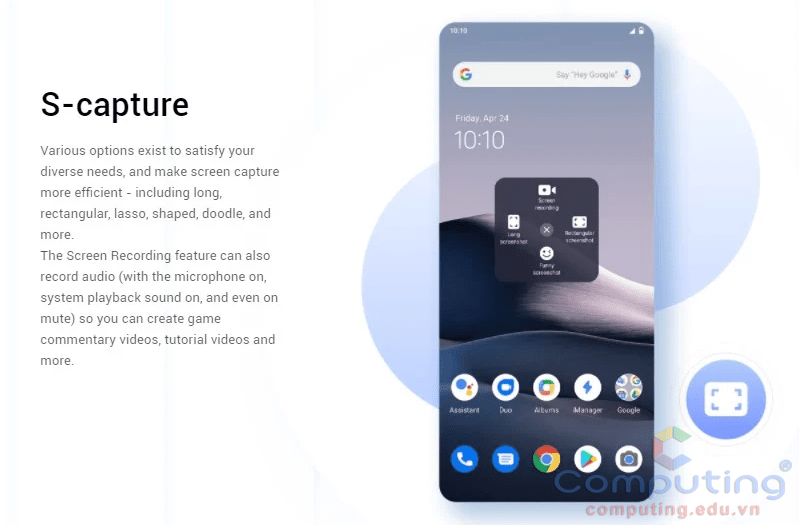 S-capture
Various options exist to satisfy your
diverse needs, and make screen capture
more efficient - including long,
rectangular, lasso, shaped, doodle, and
more.
The Screen Recording feature can also
record audio (with the microphone on,
system playback sound on, and even on
mute) so you can create game
commentary videos, tutorial videos and
more.
10:10
G
Say "Hey Google"
Friday, Apr 24
10:10
Screen
recording
Long
screenshot
Rectangular
screenshot
Funny
screenshot
Assistant Duo Albums iManager Google
Computing®
computing.edu.vn